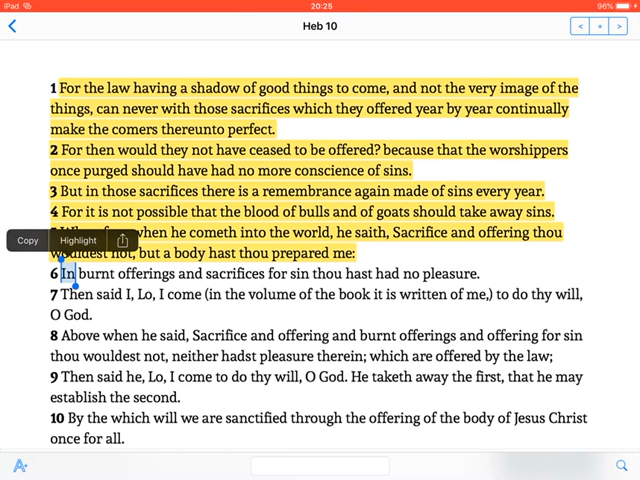 iPad
20:25
96%
Heb 10
< + >
1 For the law having a shadow of good things to come, and not the very image of the
things, can never with those sacrifices which they offered year by year continually
make the comers thereunto perfect.
2 For then would they not have ceased to be offered? because that the worshippers
once purged should have had no more conscience of sins.
3 But in those sacrifices there is a remembrance again made of sins every year.
4 For it is not possible that the blood of bulls and of goats should take away sins.
when he cometh into the world, he saith, Sacrifice and offering thou
Copy Highlight
wouldest not, but a body hast thou prepared me:
6 In burnt offerings and sacrifices for sin thou hast had no pleasure.
7 Then said I, Lo, I come (in the volume of the book it is written of me,) to do thy will,
O God.
8 Above when he said, Sacrifice and offering and burnt offerings and offering for sin
thou wouldest not, neither hadst pleasure therein; which are offered by the law;
9 Then said he, Lo, I come to do thy will, O God. He taketh away the first, that he may
establish the second.
10 By the which will we are sanctified through the offering of the body of Jesus Christ
once for all.
A+